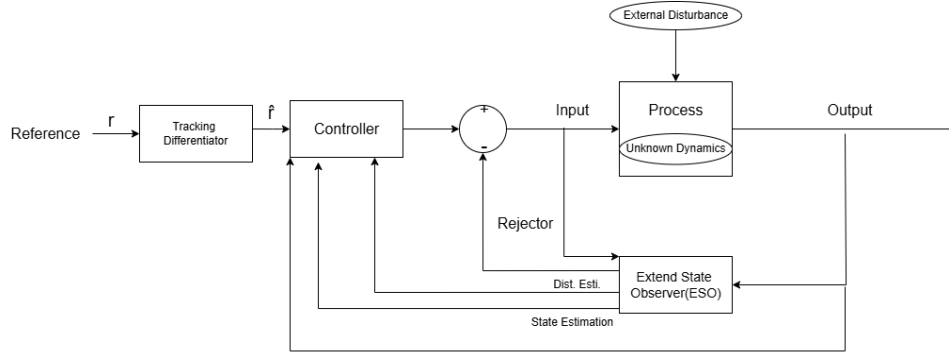 External Disturbance
Reference
r
Tracking
Differentiator
r̂
Controller
+
-
Input
Process
Unknown Dynamics
Output
Rejector
Extend State
Observer(ESO)
Dist. Esti.
State Estimation